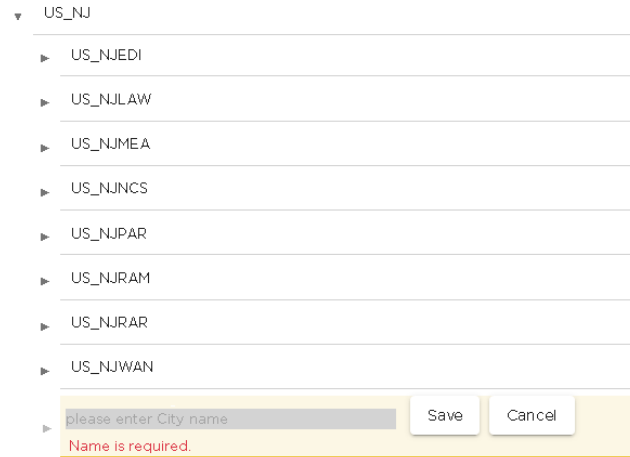 US_NJ
US_NJEDI
US_NJLAW
US_NJMEA
US_NJNCS
US_NJPAR
US_NJRAM
US_NJRAR
US_NJWAN
please enter City name Save Cancel
Name is required.